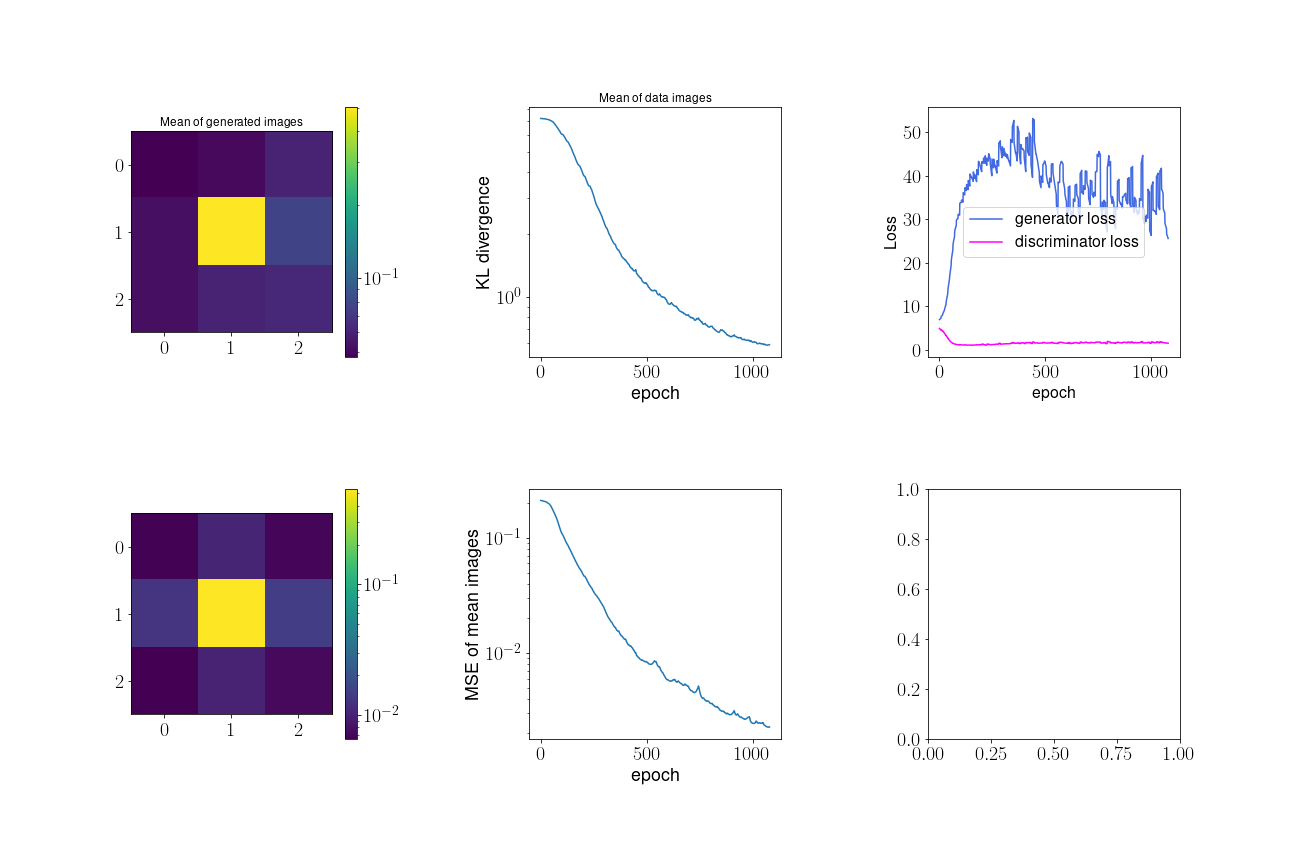 Mean of generated images
0
1
2
0 1 2
10⁻¹
Mean of data images
KL divergence
10⁰
0 500 1000
epoch
Loss
50
40
30
20
10
0
generator loss
discriminator loss
0 500 1000
epoch
0
1
2
0 1 2
10⁻¹
10⁻²
MSE of mean images
10⁻¹
10⁻²
0 500 1000
epoch
1.0
0.8
0.6
0.4
0.2
0.0
0.00 0.25 0.50 0.75 1.00